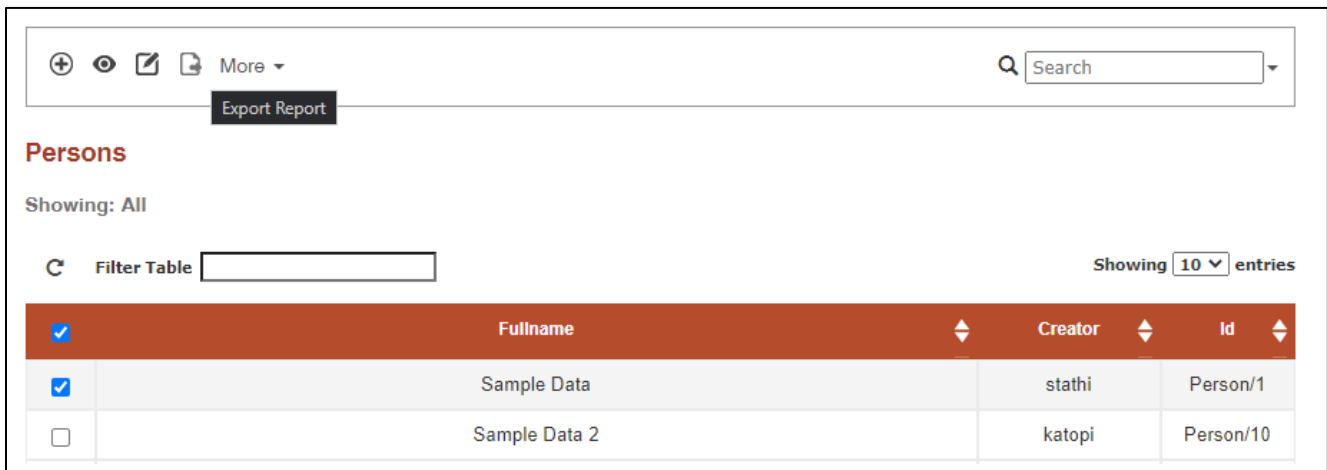 More Search
Export Report
Persons
Showing: All
Filter Table Showing 10 entries
Fullname Creator Id
Sample Data stathi Person/1
Sample Data 2 katopi Person/10